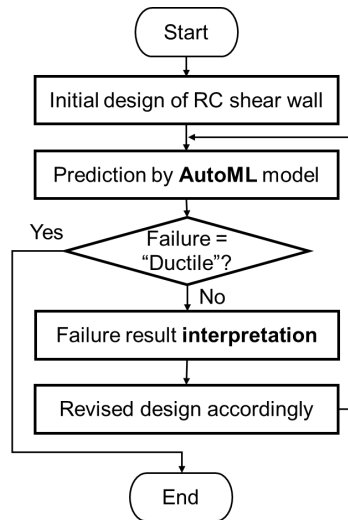 Start
Initial design of RC shear wall
Prediction by AutoML model
Yes
Failure =
“Ductile”?
No
Failure result interpretation
Revised design accordingly
End